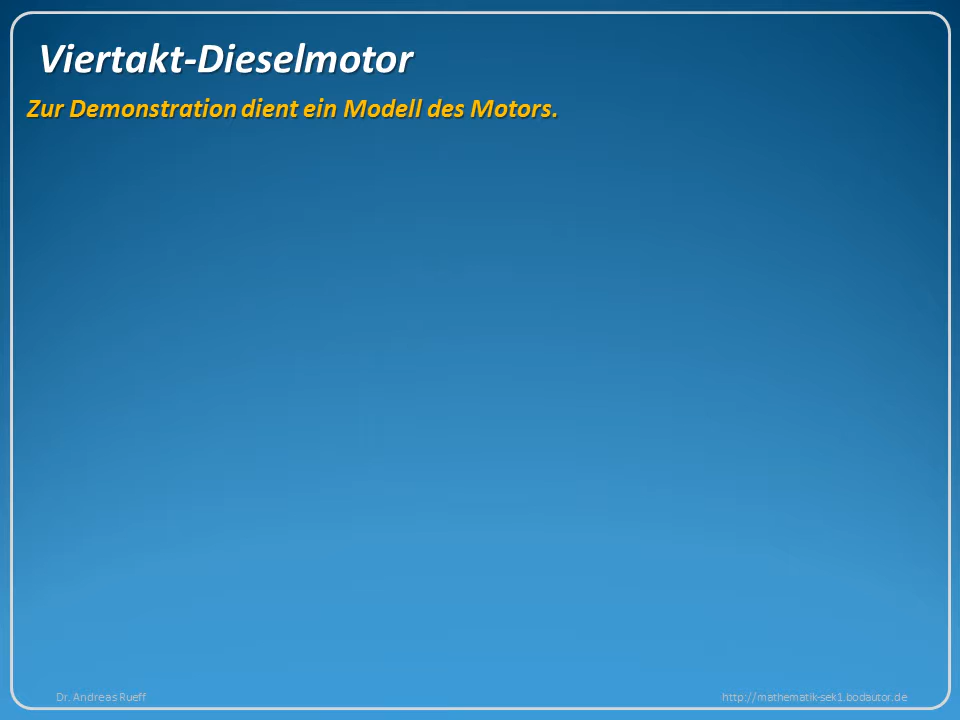 Viertakt-Dieselmotor
Zur Demonstration dient ein Modell des Motors.
Dr. Andreas Rueff
http://mathematik-sek1.bodautor.de